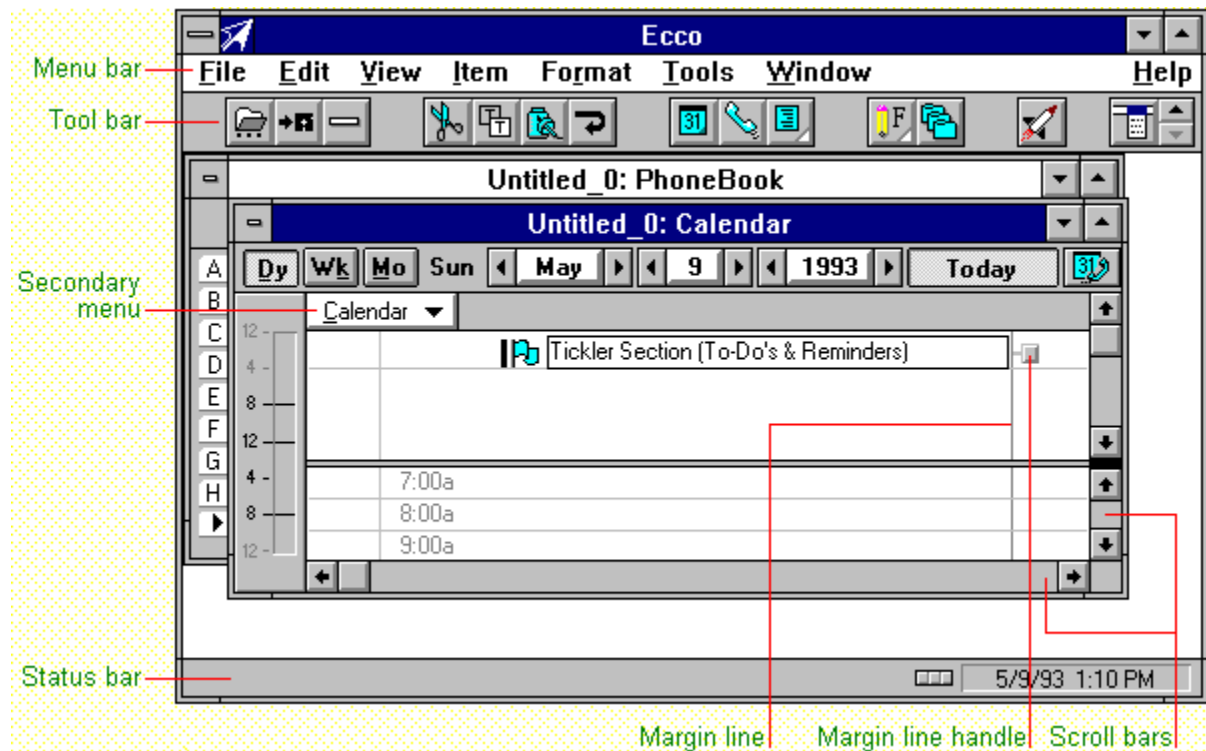 Ecco
Menu bar
File Edit View Item Format Tools Window Help
Tool bar
31 F
Untitled_0: PhoneBook
Untitled_0: Calendar
Dy Wk Mo Sun May 9 1993 Today 31
Secondary menu
Calendar
A
B
C
D
E
F
G
H
12
4
8
12
4
8
12
Tickler Section (To-Do's & Reminders)
7:00a
8:00a
9:00a
Status bar
5/9/93 1:10 PM
Margin line
Margin line handle
Scroll bars